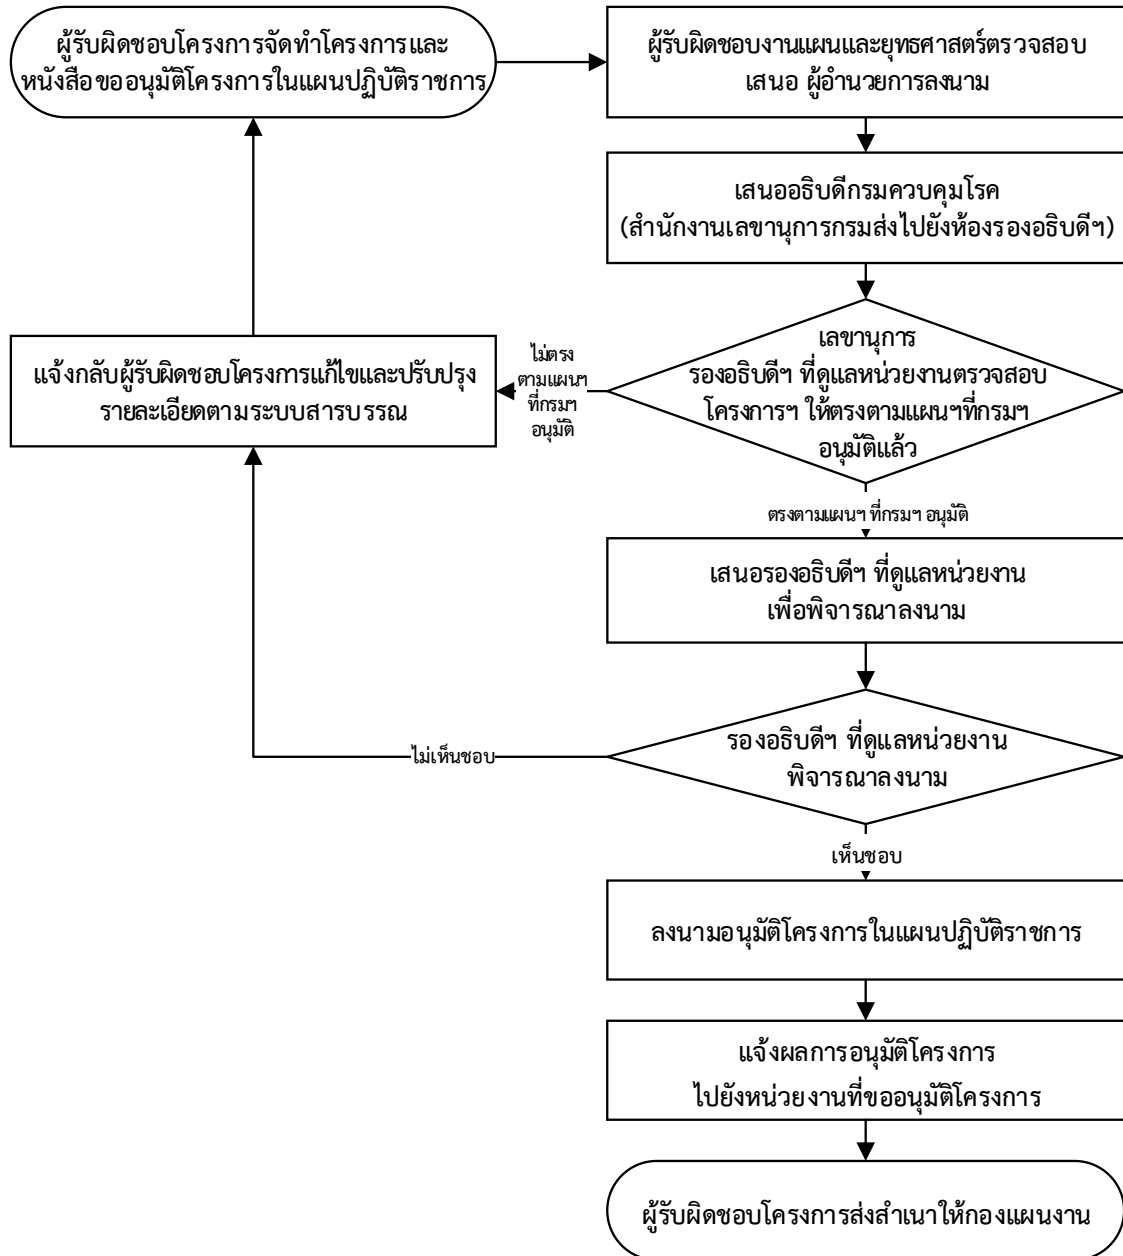 ผู้รับผิดชอบโครงการจัดทำโครงการและ
หนังสือขออนุมัติโครงการในแผนปฏิบัติราชการ
ผู้รับผิดชอบงานแผนและยุทธศาสตร์ตรวจสอบ
เสนอ ผู้อำนวยการลงนาม
เสนออธิบดีกรมควบคุมโรค
(สำนักงานเลขานุการกรมส่งไปยังห้องรองอธิบดีฯ)
เลขานุการ
รองอธิบดีฯ ที่ดูแลหน่วยงานตรวจสอบ
โครงการฯ ให้ตรงตามแผนฯที่กรมฯ
อนุมัติแล้ว
ไม่ตรง
ตามแผนฯ
ที่กรมฯ
อนุมัติ
แจ้งกลับผู้รับผิดชอบโครงการแก้ไขและปรับปรุง
รายละเอียดตามระบบสารบรรณ
ตรงตามแผนฯ ที่กรมฯ อนุมัติ
เสนอรองอธิบดีฯ ที่ดูแลหน่วยงาน
เพื่อพิจารณาลงนาม
รองอธิบดีฯ ที่ดูแลหน่วยงาน
พิจารณาลงนาม
ไม่เห็นชอบ
เห็นชอบ
ลงนามอนุมัติโครงการในแผนปฏิบัติราชการ
แจ้งผลการอนุมัติโครงการ
ไปยังหน่วยงานที่ขออนุมัติโครงการ
ผู้รับผิดชอบโครงการส่งสำเนาให้กองแผนงาน